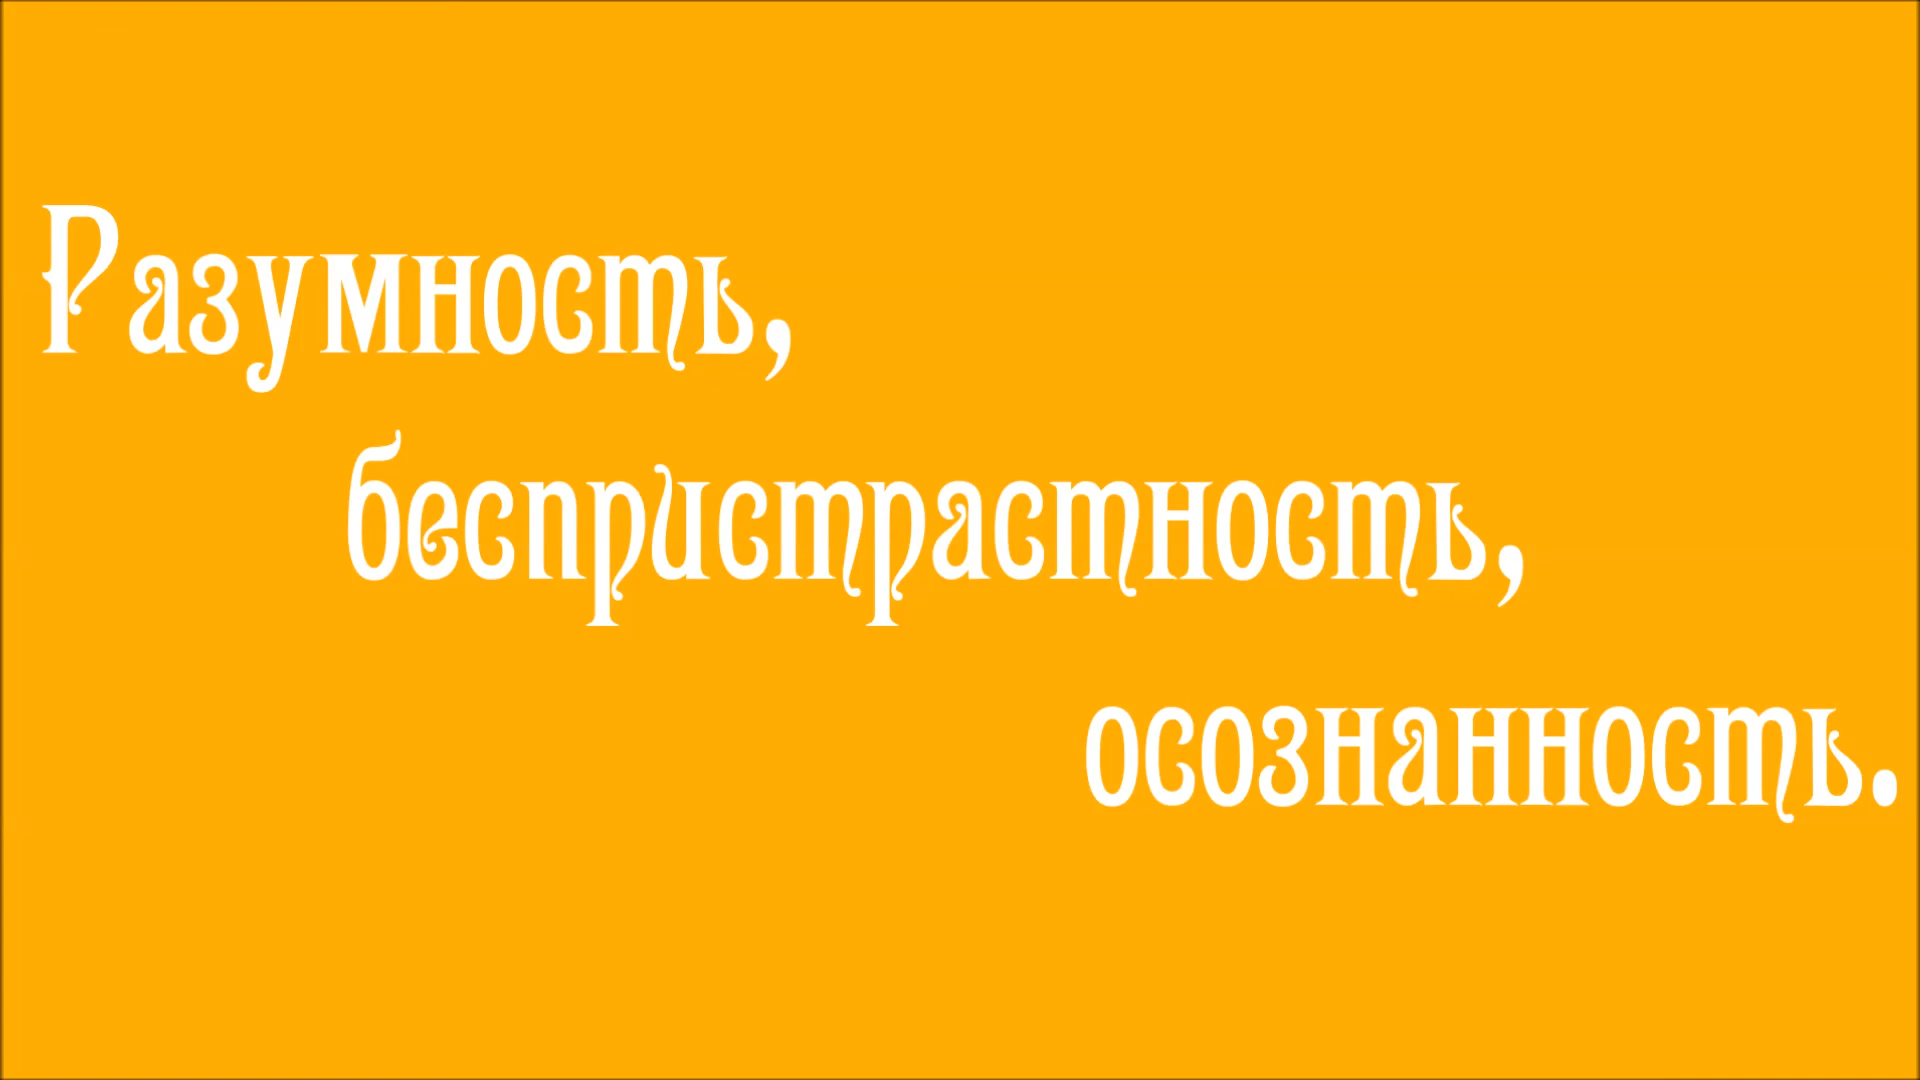 Разумность,
беспристрастность,
осознанность.